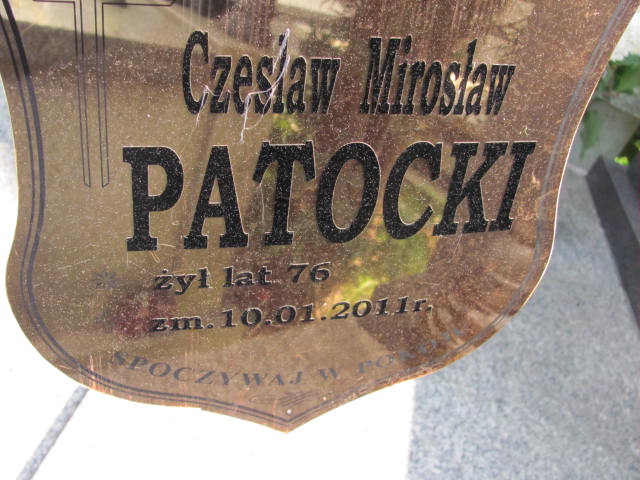 Czesław Mirosław
PATOCKI
żył lat 76
zm.10.01.2011r.
SPOCZYWAJ W POKOJU